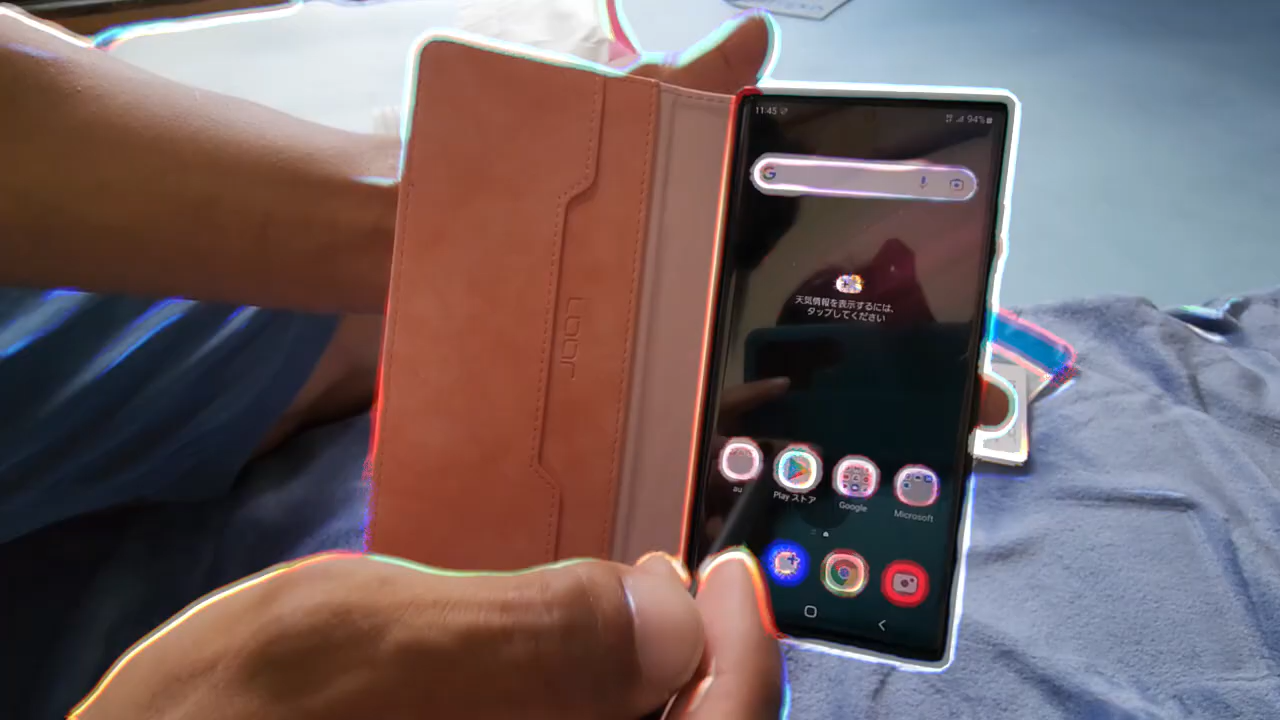 11:45
94%
天気情報を表示するには、
タップしてください
LOOF
au
Play ストア
Google
Microsoft